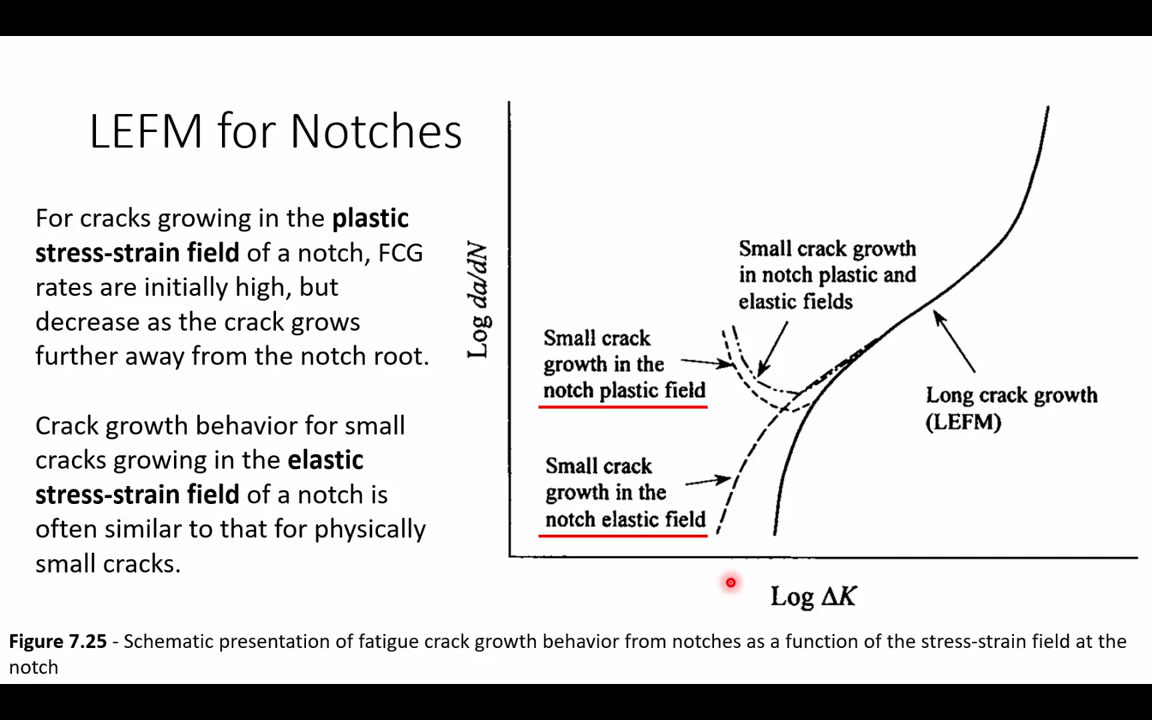 LEFM for Notches
For cracks growing in the plastic
stress-strain field of a notch, FCG
rates are initially high, but
decrease as the crack grows
further away from the notch root.
Crack growth behavior for small
cracks growing in the elastic
stress-strain field of a notch is
often similar to that for physically
small cracks.
Log da/dN
Small crack growth
in notch plastic and
elastic fields
Small crack
growth in the
notch plastic field
Long crack growth
(LEFM)
Small crack
growth in the
notch elastic field
Log ΔK
Figure 7.25 - Schematic presentation of fatigue crack growth behavior from notches as a function of the stress-strain field at the
notch